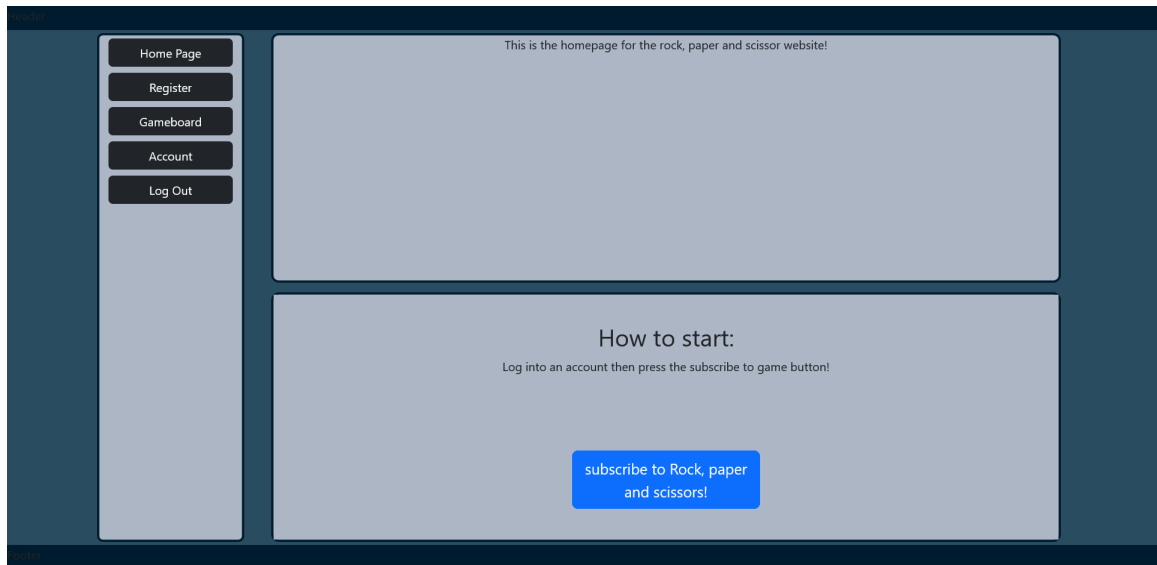 Header
Home Page
Register
Gameboard
Account
Log Out
This is the homepage for the rock, paper and scissor website!
How to start:
Log into an account then press the subscribe to game button!
subscribe to Rock, paper
and scissors!
Footer